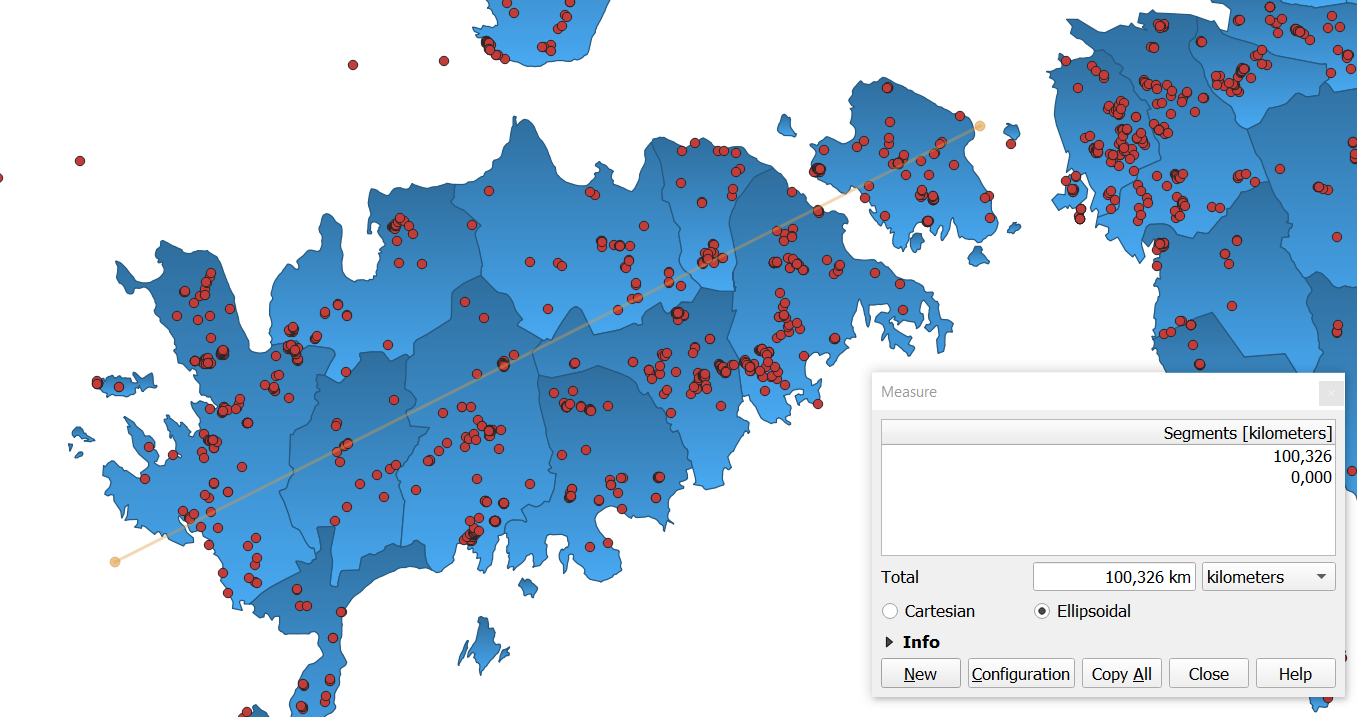 Measure
Segments [kilometers]
100,326
0,000
Total 100,326 km kilometers
Cartesian Ellipsoidal
Info
New Configuration Copy All Close Help